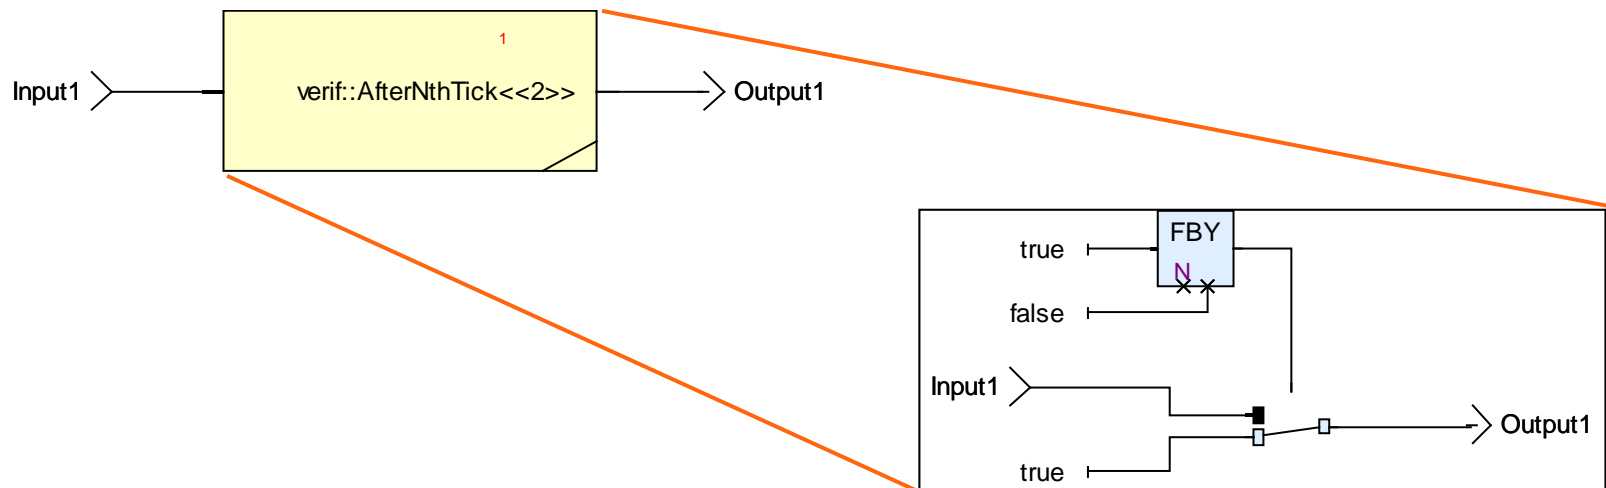 1
Input1
verif::AfterNthTick<<2>>
Output1
FBY
true
N
false
Input1
Output1
true